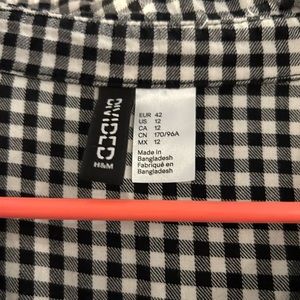 DIVIDED
H&M
EUR 42
US 12
CA 12
CN 170/96A
MX 12
Made in
Bangladesh
Fabriqué en
Bangladesh